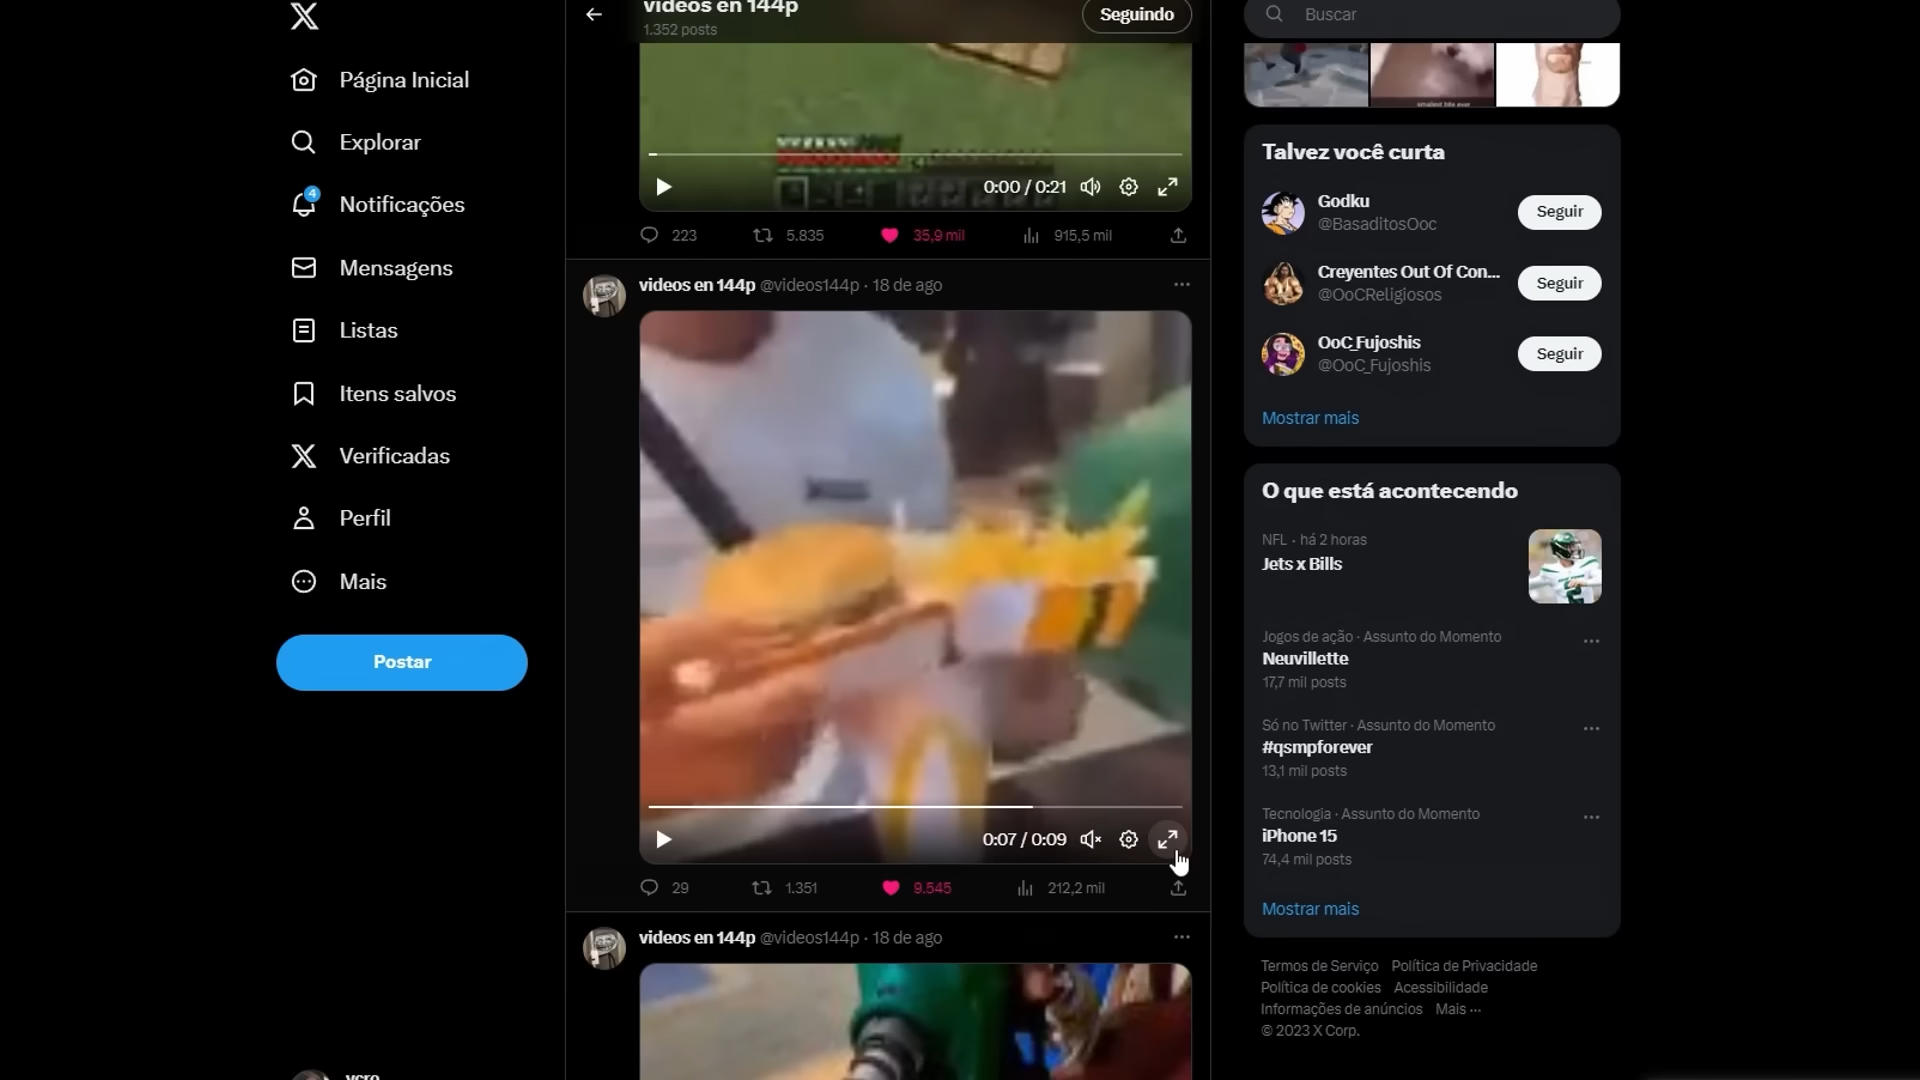 Página Inicial
Explorar
4
Notificações
Mensagens
Listas
Itens salvos
Verificadas
Perfil
Mais
Postar
vcro
videos en 144p
1.352 posts
Seguindo
0:00 / 0:21
223 5.835 35,9 mil 915,5 mil
videos en 144p @videos144p · 18 de ago
0:07 / 0:09
29 1.351 9.545 212,2 mil
videos en 144p @videos144p · 18 de ago
Buscar
smallest bite ever
Talvez você curta
Godku
@BasaditosOoc
Seguir
Creyentes Out Of Con...
@OoCReligiosos
Seguir
OoC_Fujoshis
@OoC_Fujoshis
Seguir
Mostrar mais
O que está acontecendo
NFL · há 2 horas
Jets x Bills
Jogos de ação · Assunto do Momento
Neuvillette
17,7 mil posts
Só no Twitter · Assunto do Momento
#qsmpforever
13,1 mil posts
Tecnologia · Assunto do Momento
iPhone 15
74,4 mil posts
Mostrar mais
Termos de Serviço Política de Privacidade
Política de cookies Acessibilidade
Informações de anúncios Mais ···
© 2023 X Corp.